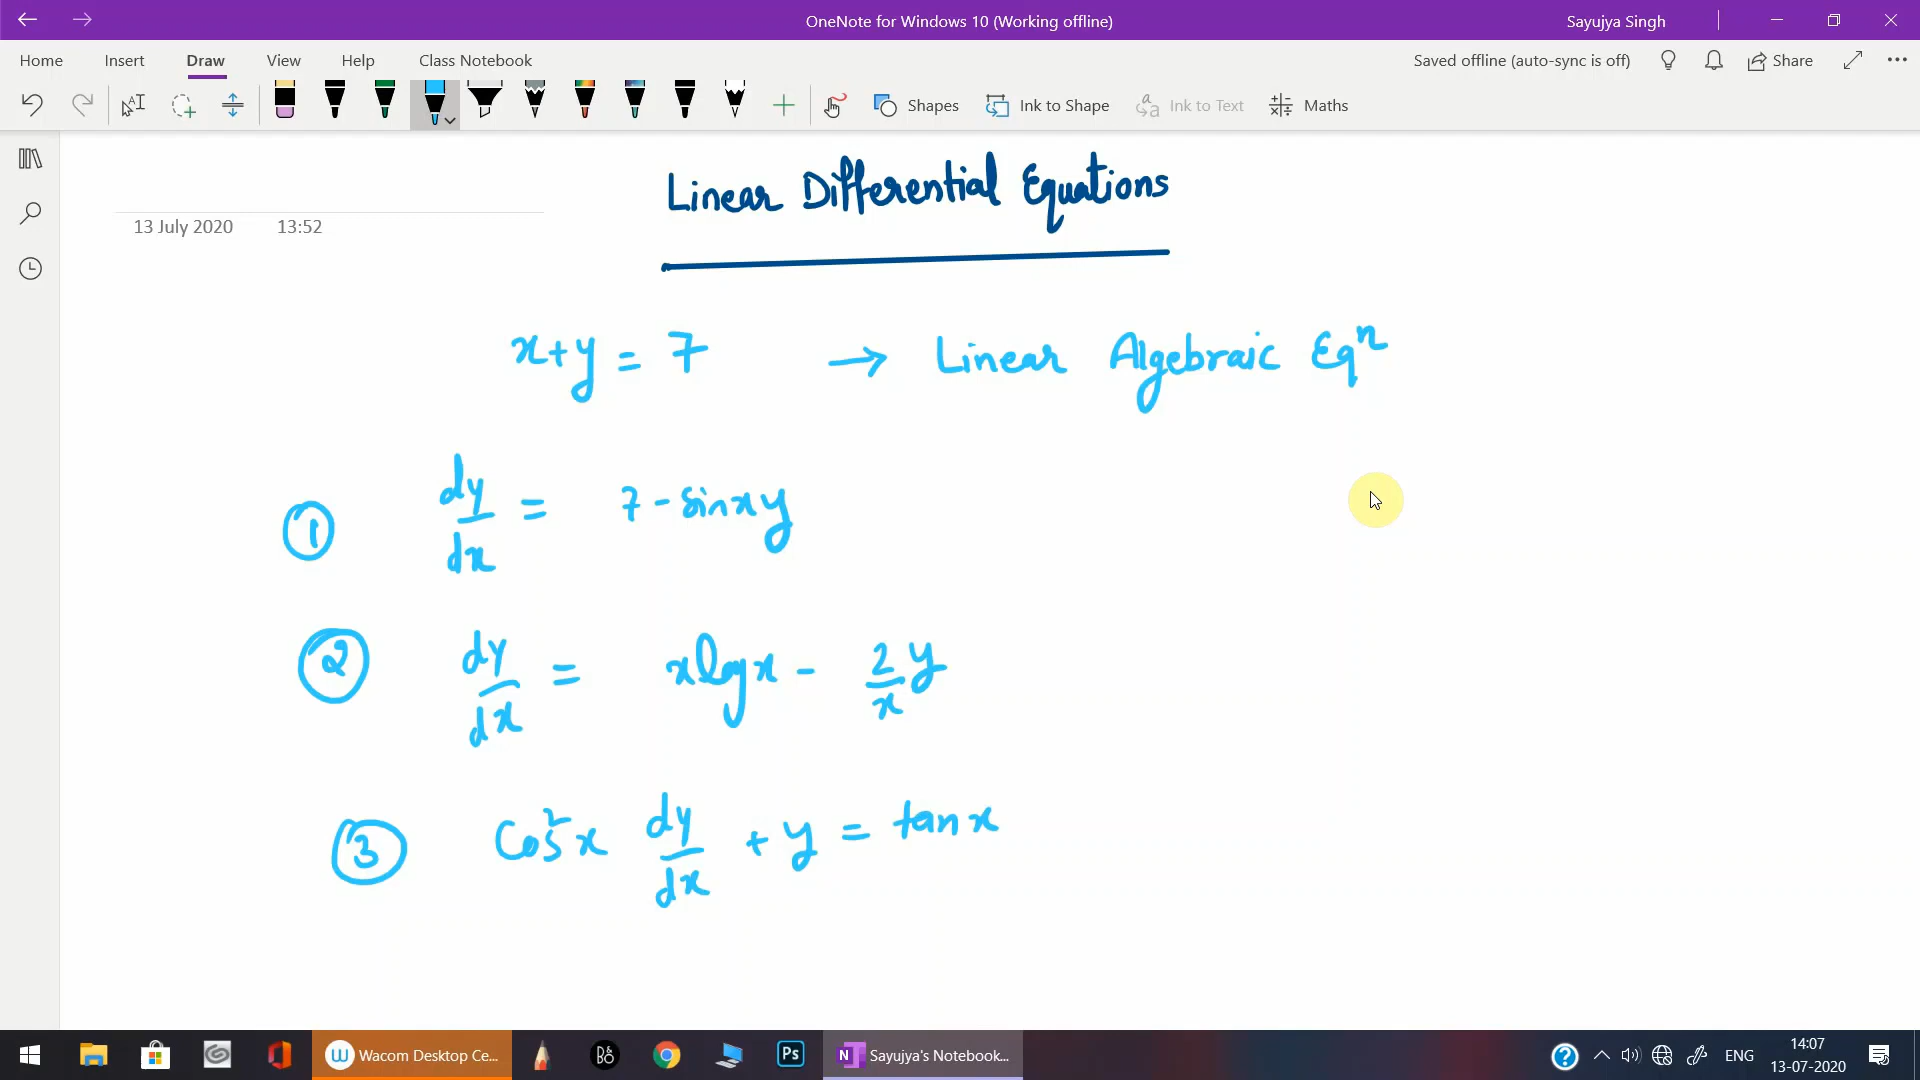 OneNote for Windows 10 (Working offline)
Sayujya Singh
Home Insert Draw View Help Class Notebook
Saved offline (auto-sync is off) Share
Shapes Ink to Shape Ink to Text Maths
Linear Differential Equations
13 July 2020 13:52
x+y = 7 → Linear Algebraic Eqⁿ
① dy/dx = 7 - sinxy
② dy/dx = xlogx - 2/x y
③ Cos²x dy/dx + y = tanx
Wacom Desktop Ce...
Ps
Sayujya's Notebook...
ENG
14:07
13-07-2020